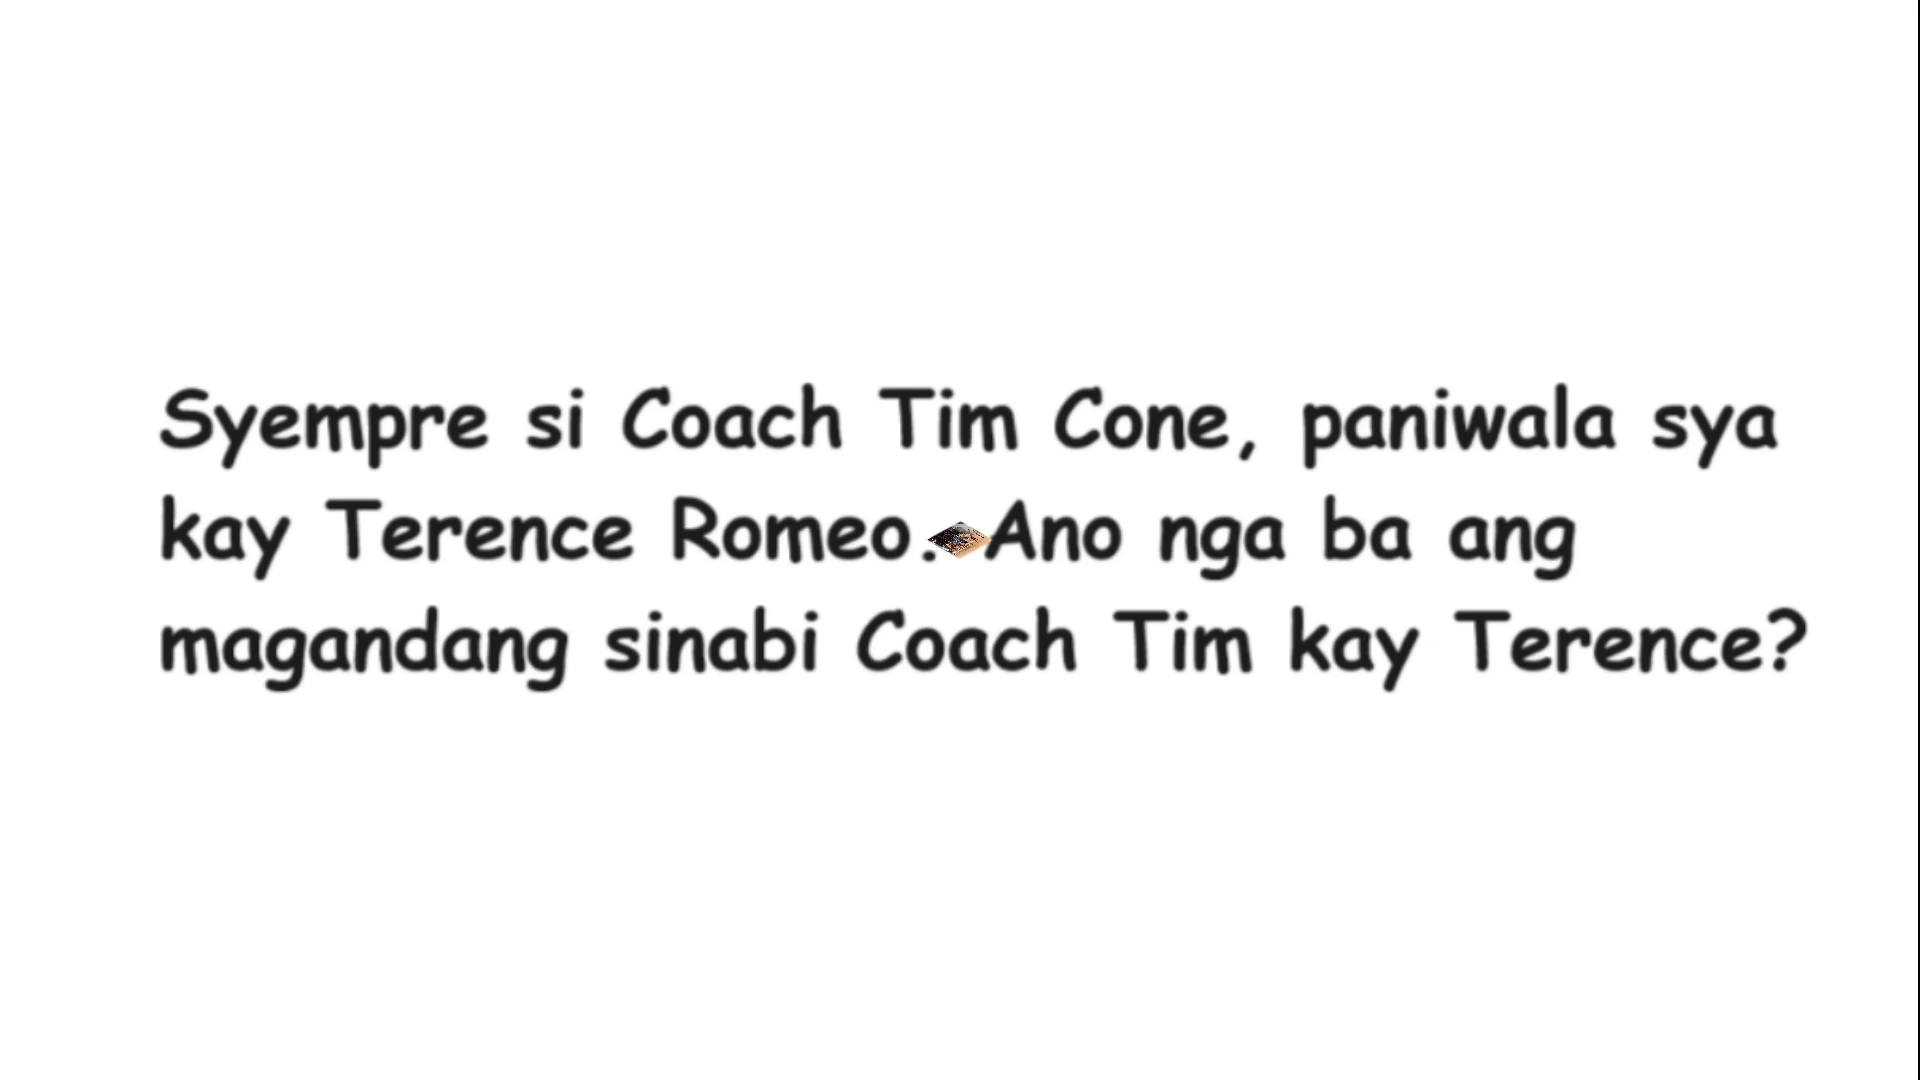 Syempre si Coach Tim Cone, paniwala sya
kay Terence Romeo. Ano nga ba ang
magandang sinabi Coach Tim kay Terence?